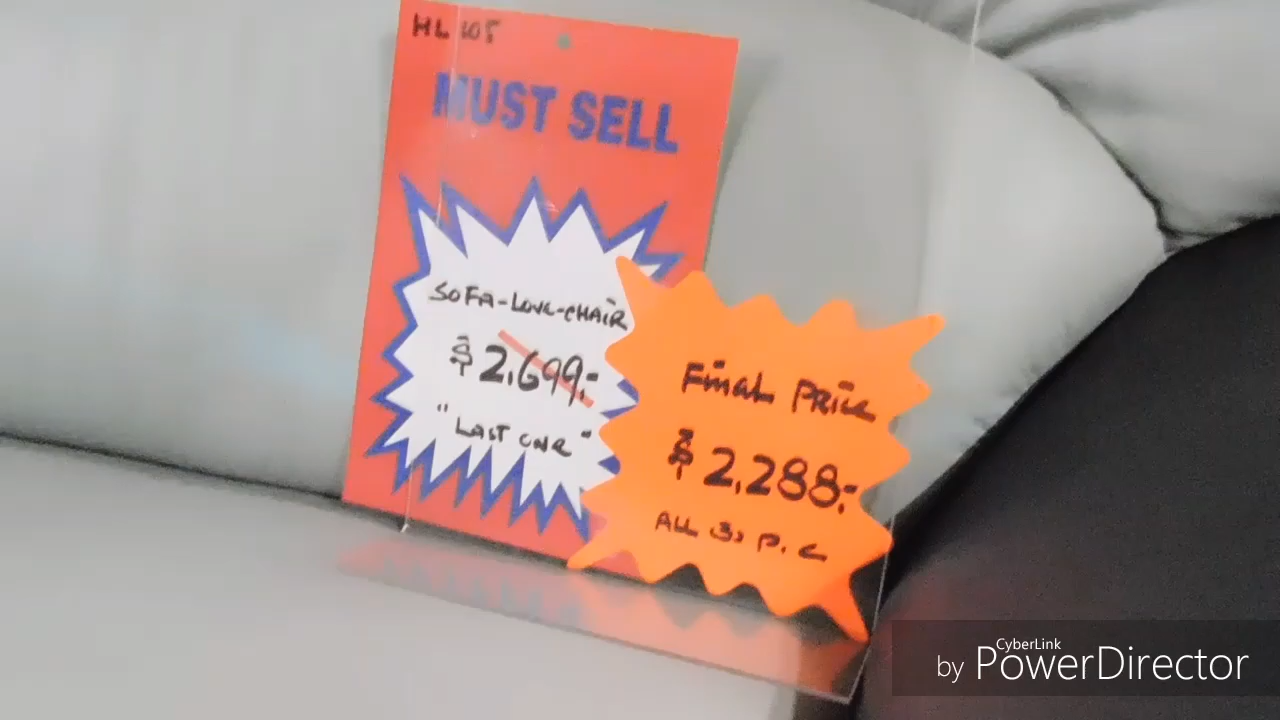 HL 105
MUST SELL
SOFA-LOVE-CHAIR
$2,699.-
"LAST ONE"
FINAL PRICE
$2,288.-
ALL 3, P.C
CyberLink
by PowerDirector